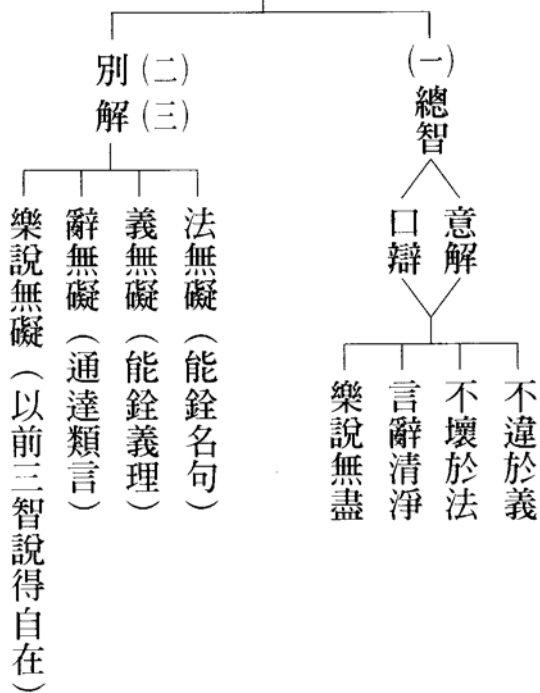 (一)總智
意解
口辯
不違於義
不壞於法
言辭清淨
樂說無盡
(二)(三)
別解
法無礙（能銓名句）
義無礙（能銓義理）
辭無礙（通達類言）
樂說無礙（以前三智說得自在）